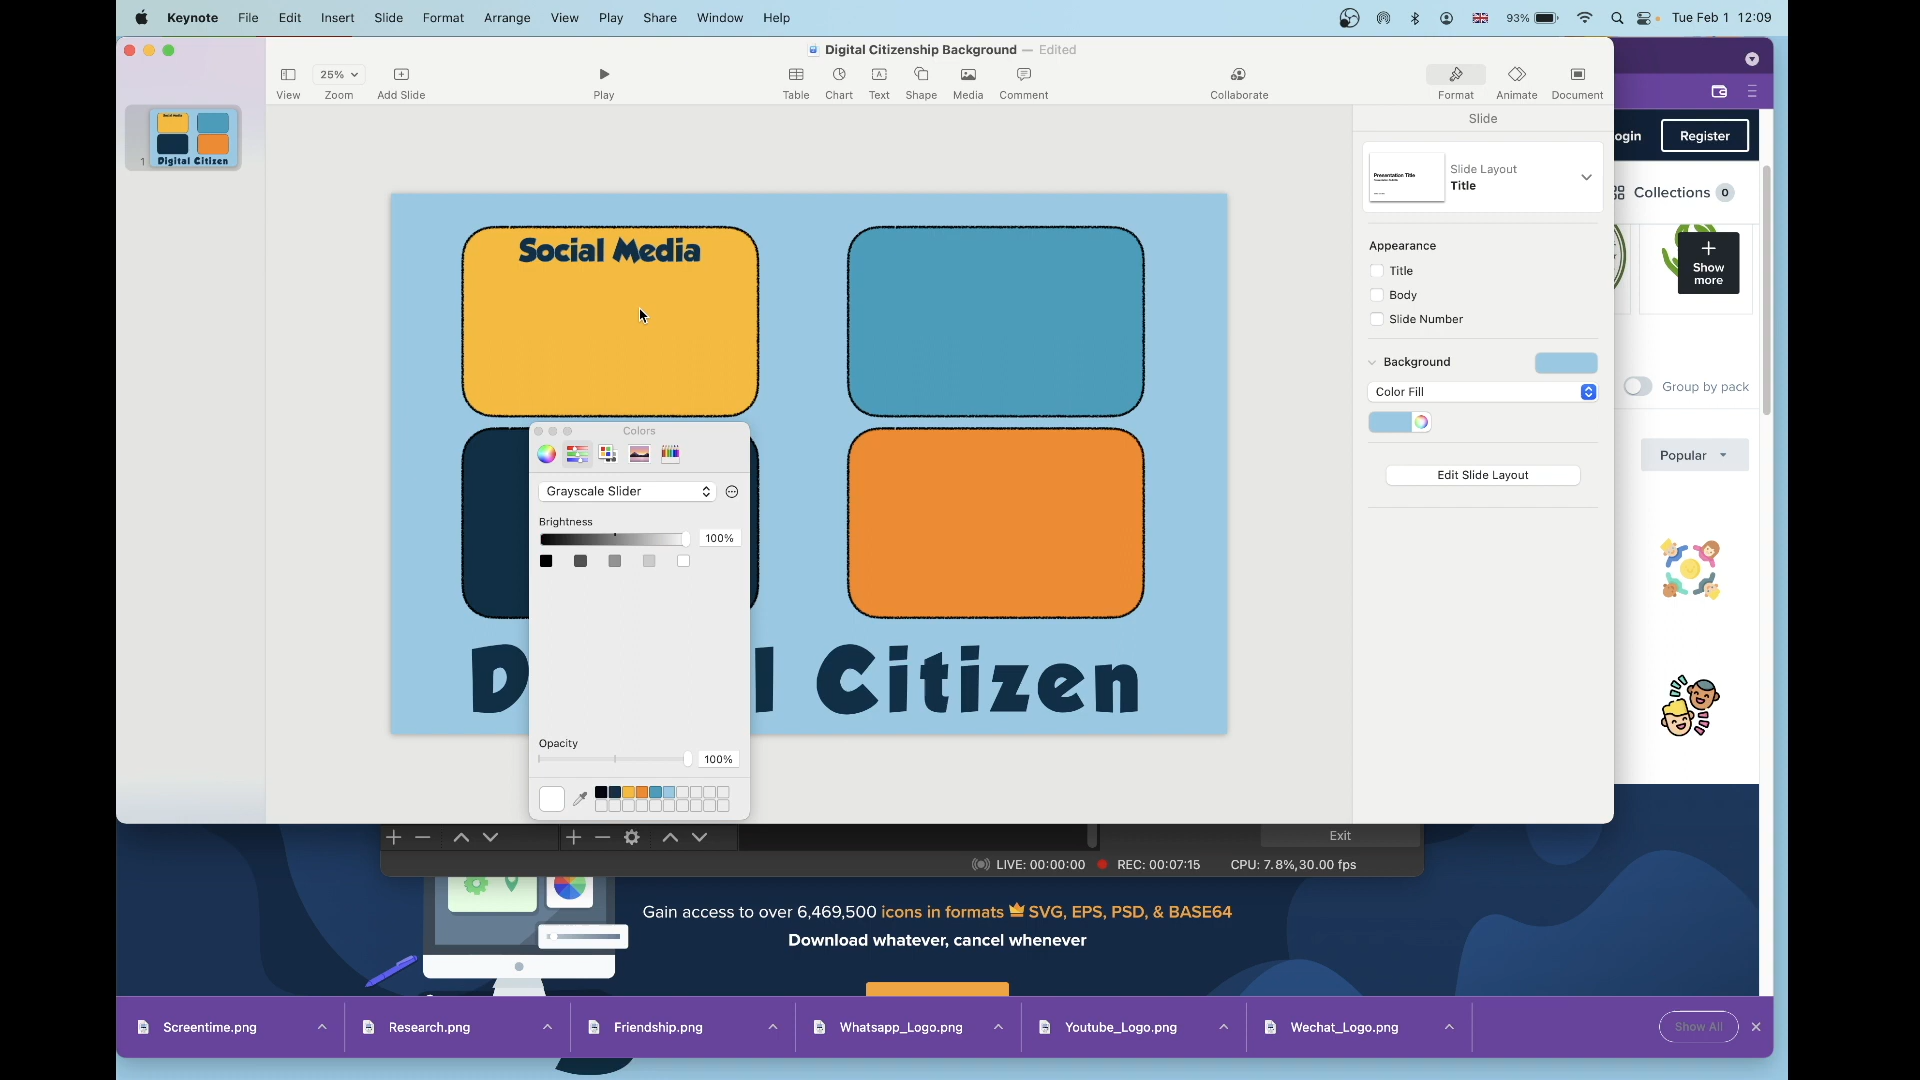 Keynote File Edit Insert Slide Format Arrange View Play Share Window Help 93% Tue Feb 1 12:09
Digital Citizenship Background — Edited
25%
View Zoom Add Slide Play Table Chart Text Shape Media Comment Collaborate Format Animate Document
Slide
Social Media
Digital Citizen
1
Presentation Title
Slide Layout
Title
Appearance
Title
Body
Slide Number
Background
Color Fill
Edit Slide Layout
Social Media
Colors
Grayscale Slider
Brightness
100%
Opacity
100%
D l Citizen
ogin Register
Collections 0
+
Show
more
Group by pack
Popular
Exit
LIVE: 00:00:00 REC: 00:07:15 CPU: 7.8%,30.00 fps
Gain access to over 6,469,500 icons in formats SVG, EPS, PSD, & BASE64
Download whatever, cancel whenever
Screentime.png Research.png Friendship.png Whatsapp_Logo.png Youtube_Logo.png Wechat_Logo.png Show All